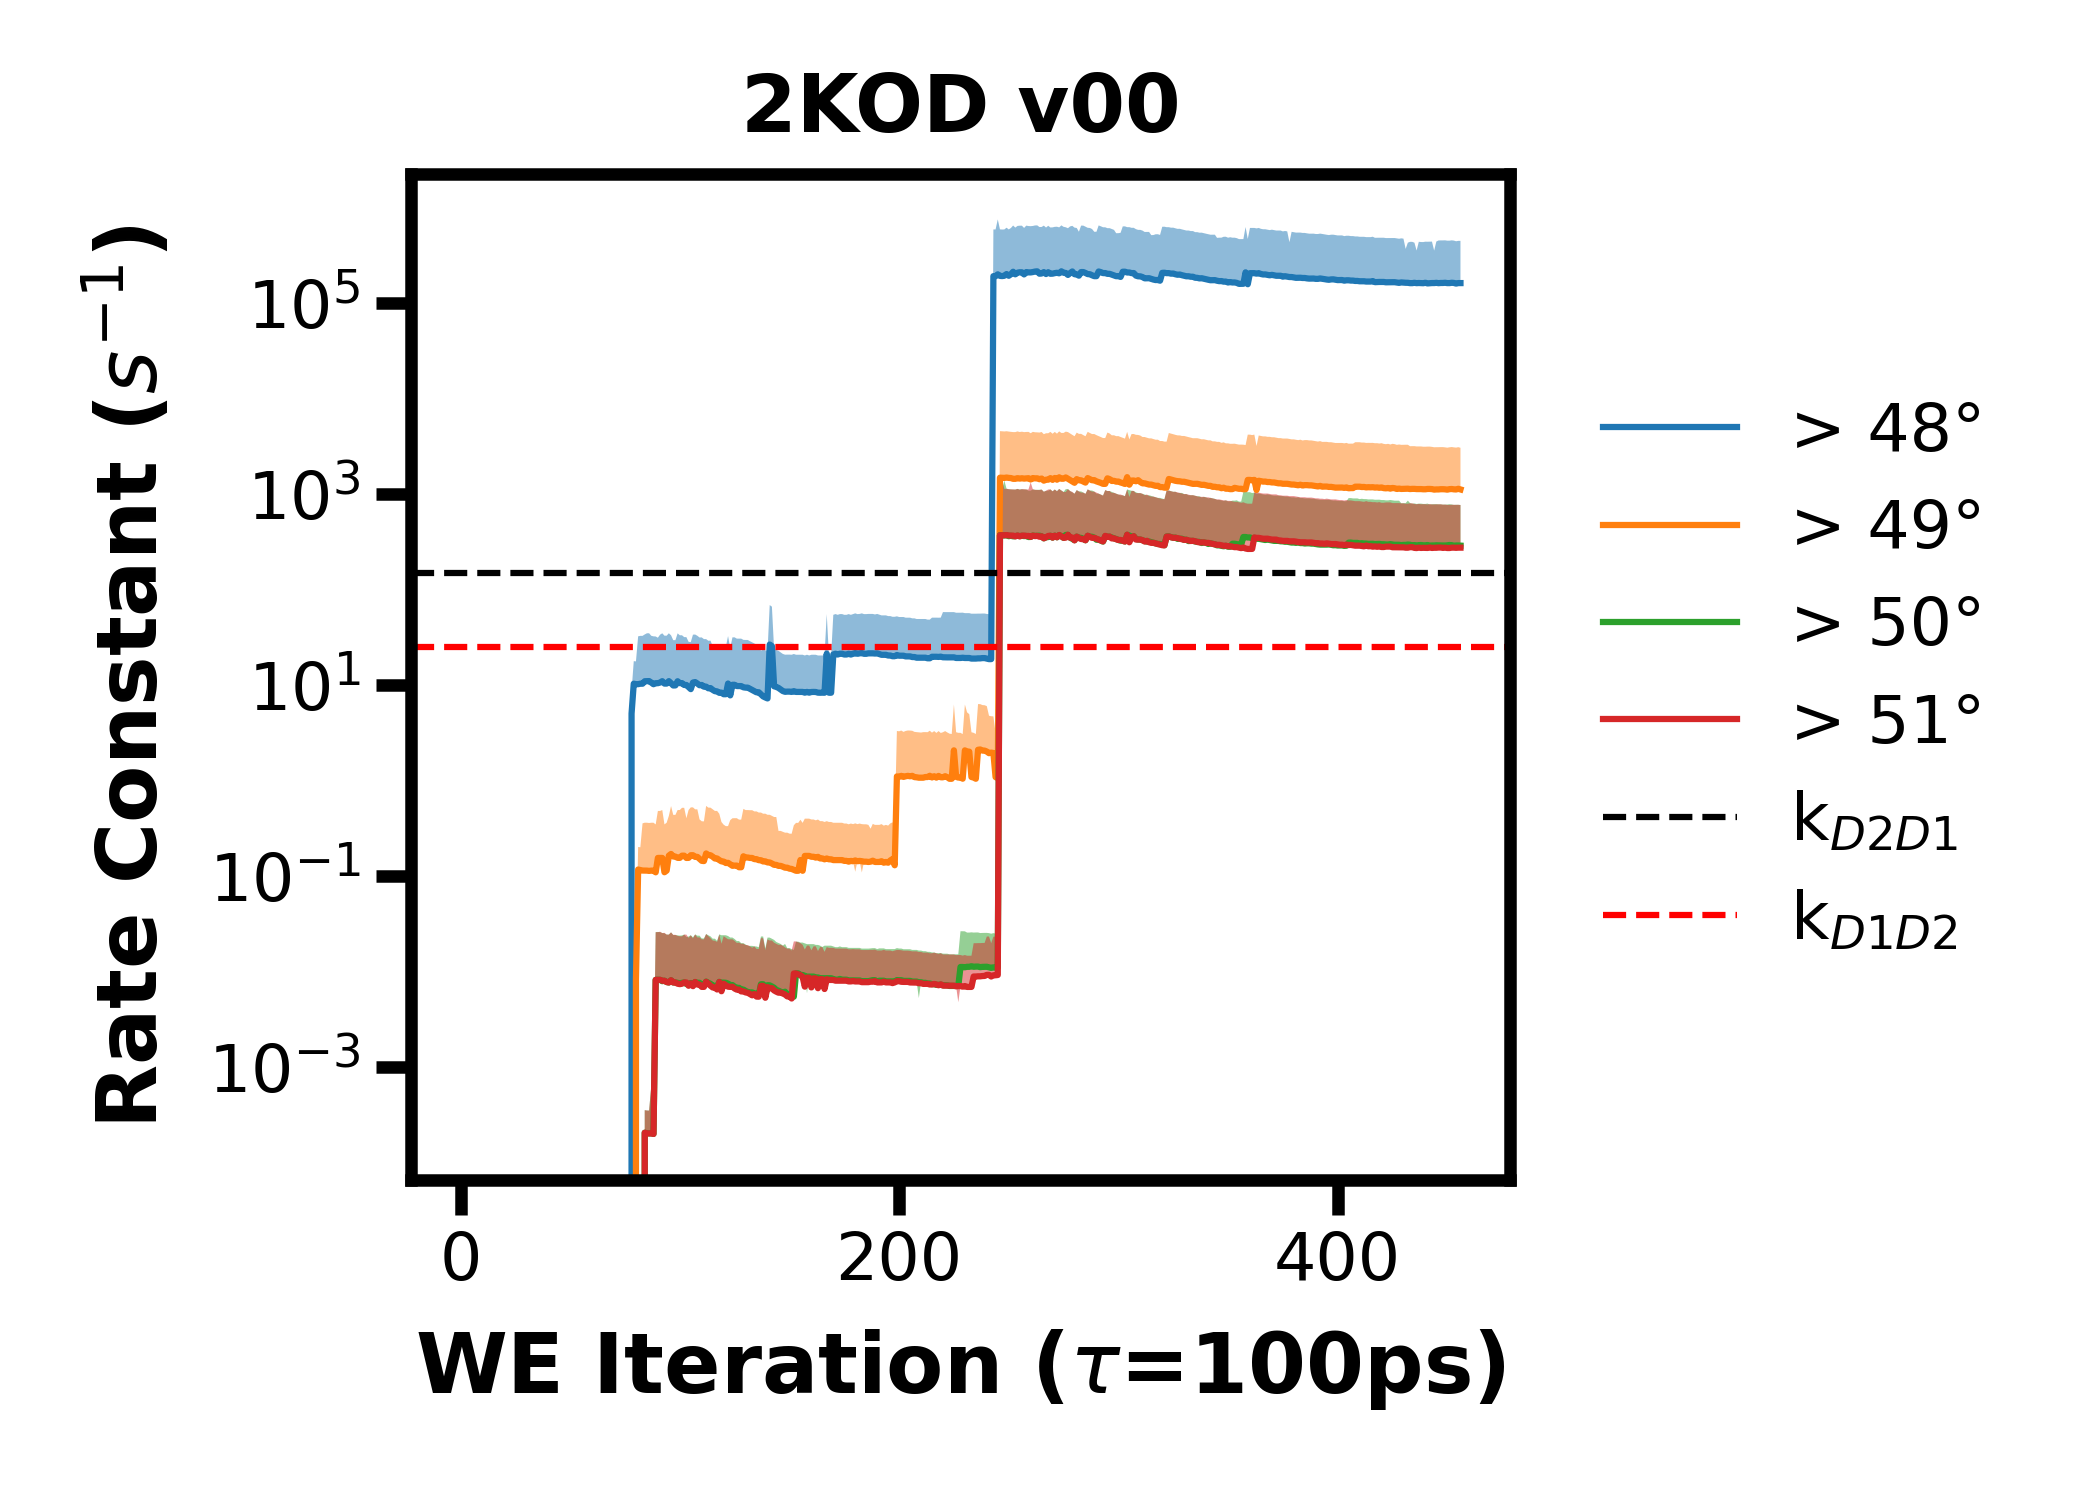 2KOD v00
Rate Constant (s⁻¹)
10⁵
10³
10¹
10⁻¹
10⁻³
0 200 400
WE Iteration (τ=100ps)
> 48°
> 49°
> 50°
> 51°
k_D2D1
k_D1D2